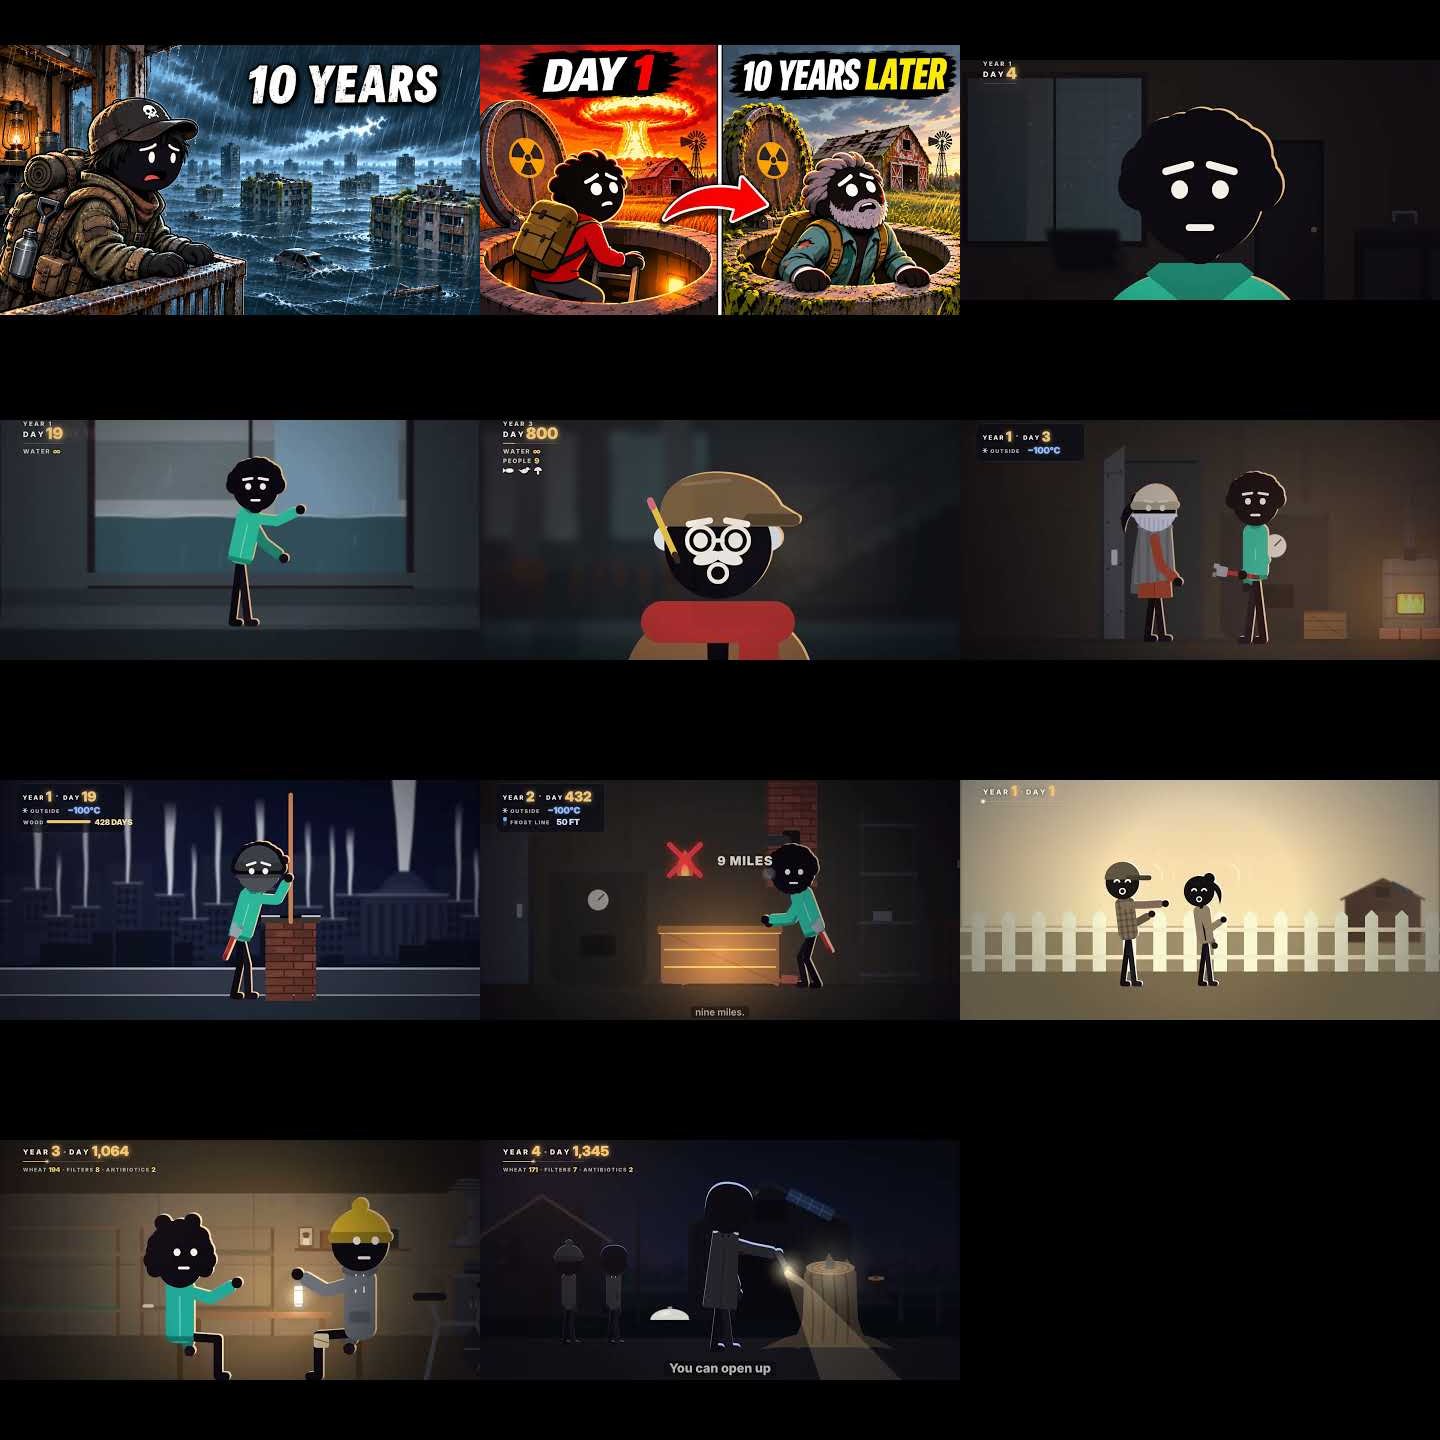 10 YEARS
DAY 1
10 YEARS LATER
YEAR 1
DAY 4
YEAR 1
DAY 19
WATER ∞
YEAR 3
DAY 800
WATER ∞
PEOPLE 9
YEAR 1 · DAY 3
OUTSIDE -100°C
YEAR 1 · DAY 19
OUTSIDE -100°C
WOOD 428 DAYS
YEAR 2 · DAY 432
OUTSIDE -100°C
FROST LINE 50 FT
9 MILES
nine miles.
YEAR 1 · DAY 1
YEAR 3 · DAY 1,064
WHEAT 194 · FILTERS 8 · ANTIBIOTICS 2
YEAR 4 · DAY 1,345
WHEAT 171 · FILTERS 7 · ANTIBIOTICS 2
You can open up